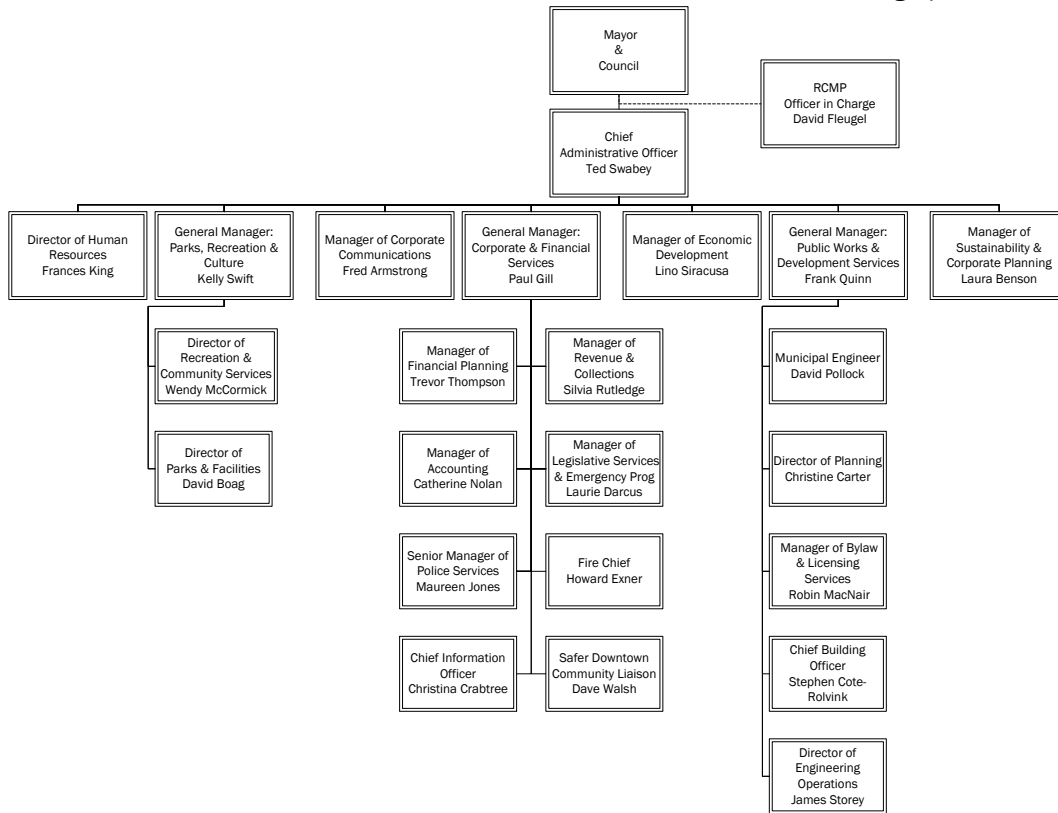 Mayor
&
Council
RCMP
Officer in Charge
David Fleugel
Chief
Administrative Officer
Ted Swabey
Director of Human
Resources
Frances King
General Manager:
Parks, Recreation &
Culture
Kelly Swift
Manager of Corporate
Communications
Fred Armstrong
General Manager:
Corporate & Financial
Services
Paul Gill
Manager of Economic
Development
Lino Siracusa
General Manager:
Public Works &
Development Services
Frank Quinn
Manager of
Sustainability &
Corporate Planning
Laura Benson
Director of
Recreation &
Community Services
Wendy McCormick
Director of
Parks & Facilities
David Boag
Manager of
Financial Planning
Trevor Thompson
Manager of
Revenue &
Collections
Silvia Rutledge
Manager of
Accounting
Catherine Nolan
Manager of
Legislative Services
& Emergency Prog
Laurie Darcus
Senior Manager of
Police Services
Maureen Jones
Fire Chief
Howard Exner
Chief Information
Officer
Christina Crabtree
Safer Downtown
Community Liaison
Dave Walsh
Municipal Engineer
David Pollock
Director of Planning
Christine Carter
Manager of Bylaw
& Licensing
Services
Robin MacNair
Chief Building
Officer
Stephen Cote-
Rolvink
Director of
Engineering
Operations
James Storey